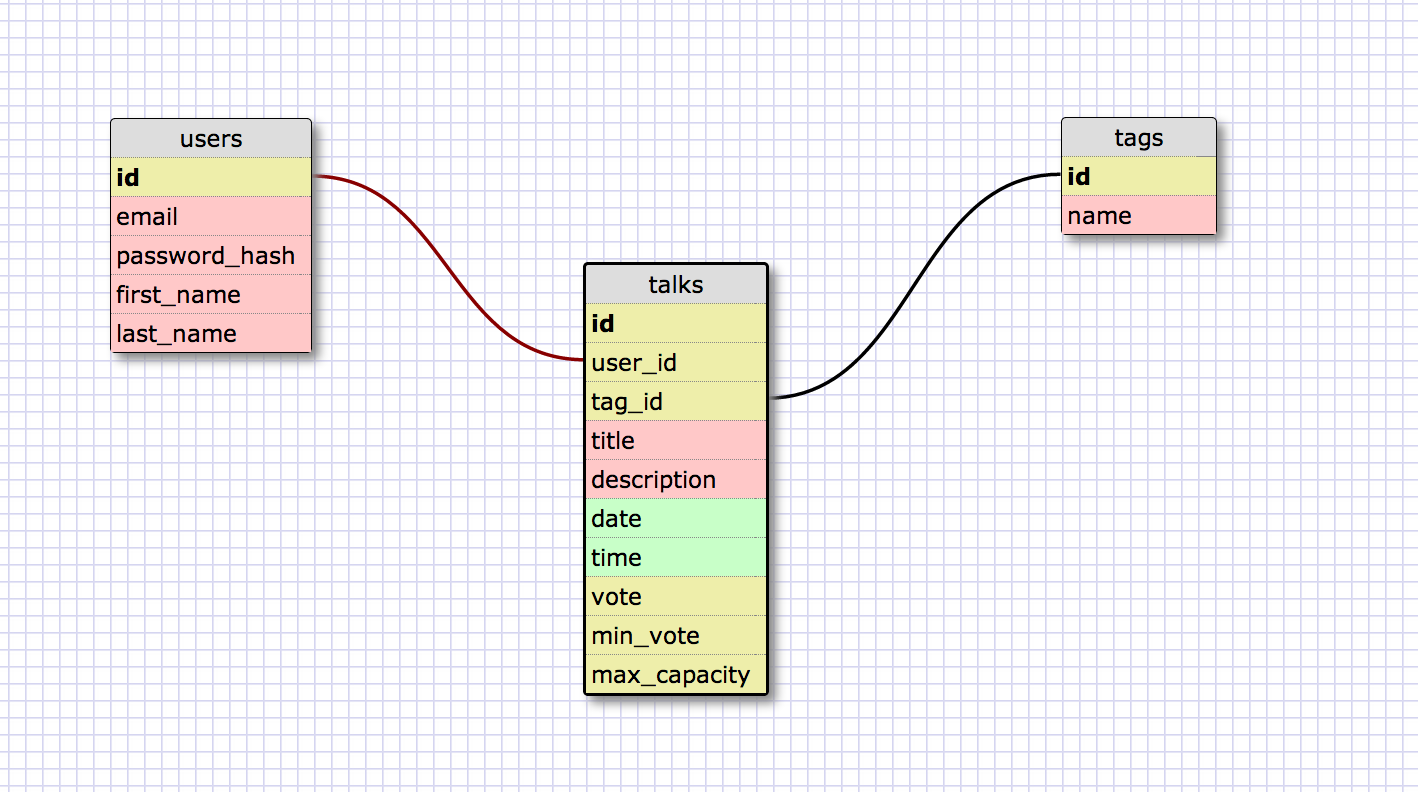 users
id
email
password_hash
first_name
last_name
talks
id
user_id
tag_id
title
description
date
time
vote
min_vote
max_capacity
tags
id
name